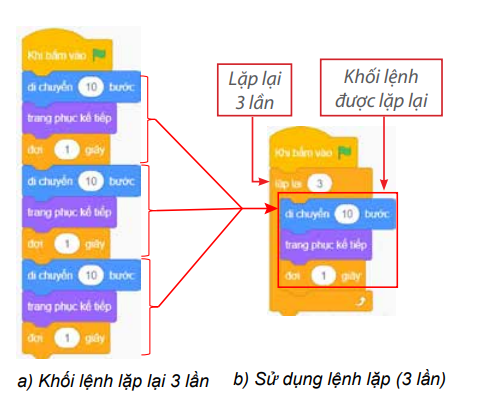 Khi bấm vào
di chuyển 10 bước
trang phục kế tiếp
đợi 1 giây
di chuyển 10 bước
trang phục kế tiếp
đợi 1 giây
di chuyển 10 bước
trang phục kế tiếp
đợi 1 giây
a) Khối lệnh lặp lại 3 lần
Lặp lại
3 lần
Khối lệnh
được lặp lại
Khi bấm vào
lặp lại 3
di chuyển 10 bước
trang phục kế tiếp
đợi 1 giây
b) Sử dụng lệnh lặp (3 lần)